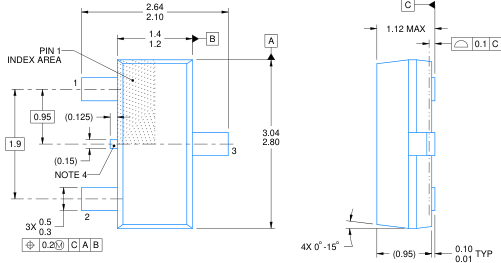 2.64
2.10
1.4
1.2
B
A
PIN 1
INDEX AREA
1
0.95
(0.125)
1.9
(0.15)
NOTE 4
3
3.04
2.80
2
3X 0.5
0.3
0.2 Ⓜ C A B
C
1.12 MAX
0.1 C
4X 0°-15°
(0.95)
0.10
0.01 TYP